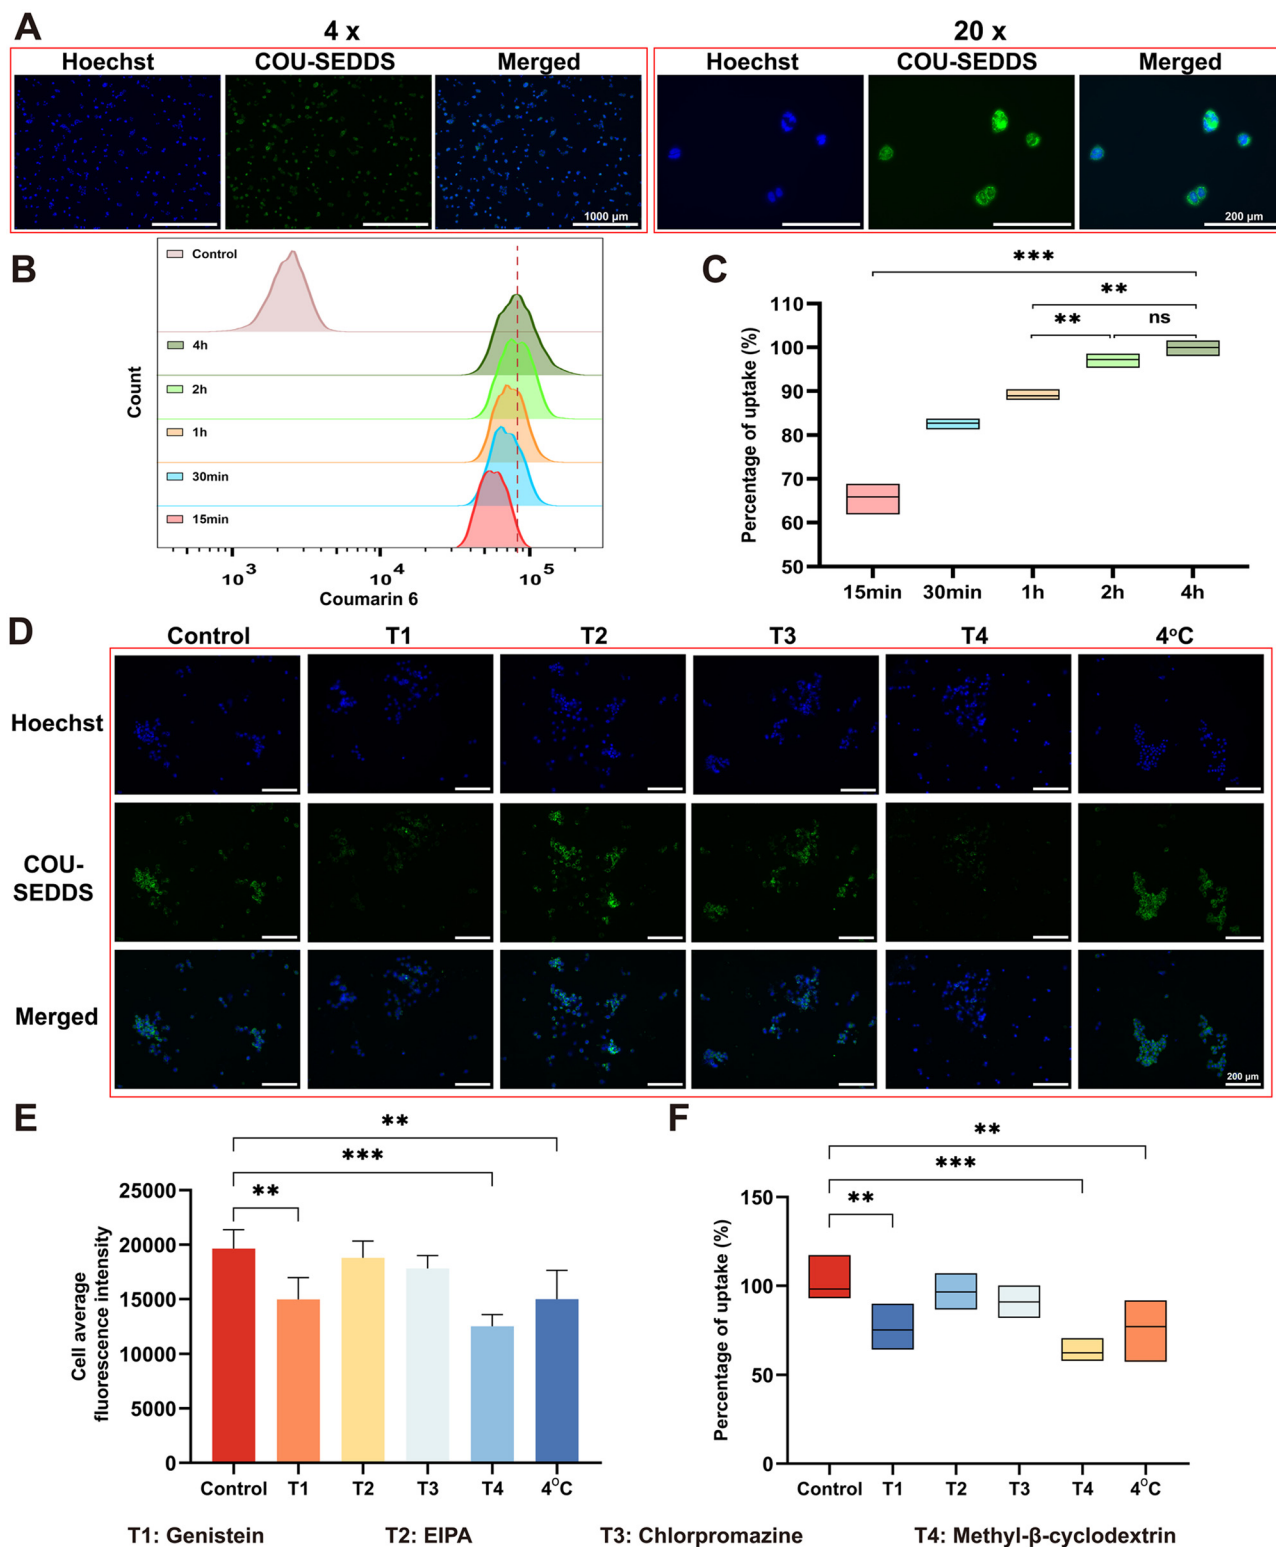 A
4 x
20 x
Hoechst COU-SEDDS Merged
Hoechst COU-SEDDS Merged
1000 µm
200 µm
B
Control
4h
2h
1h
30min
15min
Count
10³ 10⁴ 10⁵
Coumarin 6
C
***
**
** ns
110
100
90
80
70
60
50
Percentage of uptake (%)
15min 30min 1h 2h 4h
D
Control T1 T2 T3 T4 4°C
Hoechst
COU-
SEDDS
Merged
200 µm
E
**
***
**
25000
20000
15000
10000
5000
0
Cell average
fluorescence intensity
Control T1 T2 T3 T4 4°C
F
**
***
**
150
100
50
0
Percentage of uptake (%)
Control T1 T2 T3 T4 4°C
T1: Genistein T2: EIPA T3: Chlorpromazine T4: Methyl-β-cyclodextrin